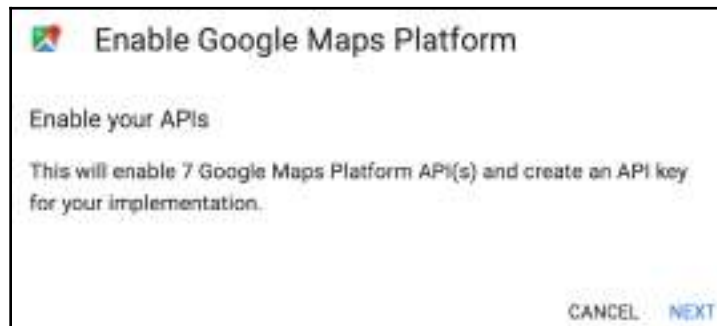 Enable Google Maps Platform
Enable your APIs
This will enable 7 Google Maps Platform API(s) and create an API key
for your implementation.
CANCEL NEXT